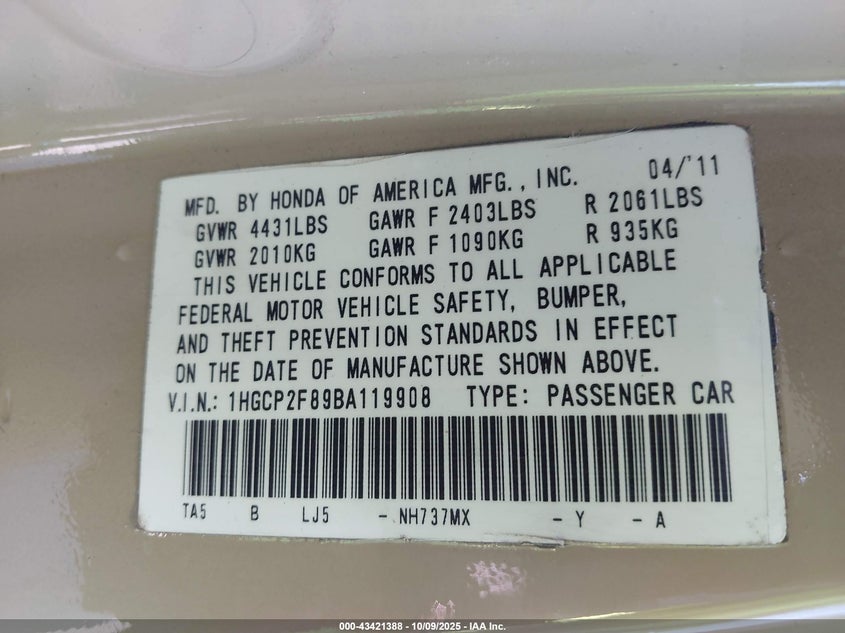 MFD. BY HONDA OF AMERICA MFG., INC. 04/'11
GVWR 4431LBS GAWR F 2403LBS R 2061LBS
GVWR 2010KG GAWR F 1090KG R 935KG
THIS VEHICLE CONFORMS TO ALL APPLICABLE
FEDERAL MOTOR VEHICLE SAFETY, BUMPER,
AND THEFT PREVENTION STANDARDS IN EFFECT
ON THE DATE OF MANUFACTURE SHOWN ABOVE.
V.I.N.: 1HGCP2F89BA119908 TYPE: PASSENGER CAR
TA5 B LJ5 - NH737MX - Y - A
000-43421388 - 10/09/2025 - IAA Inc.